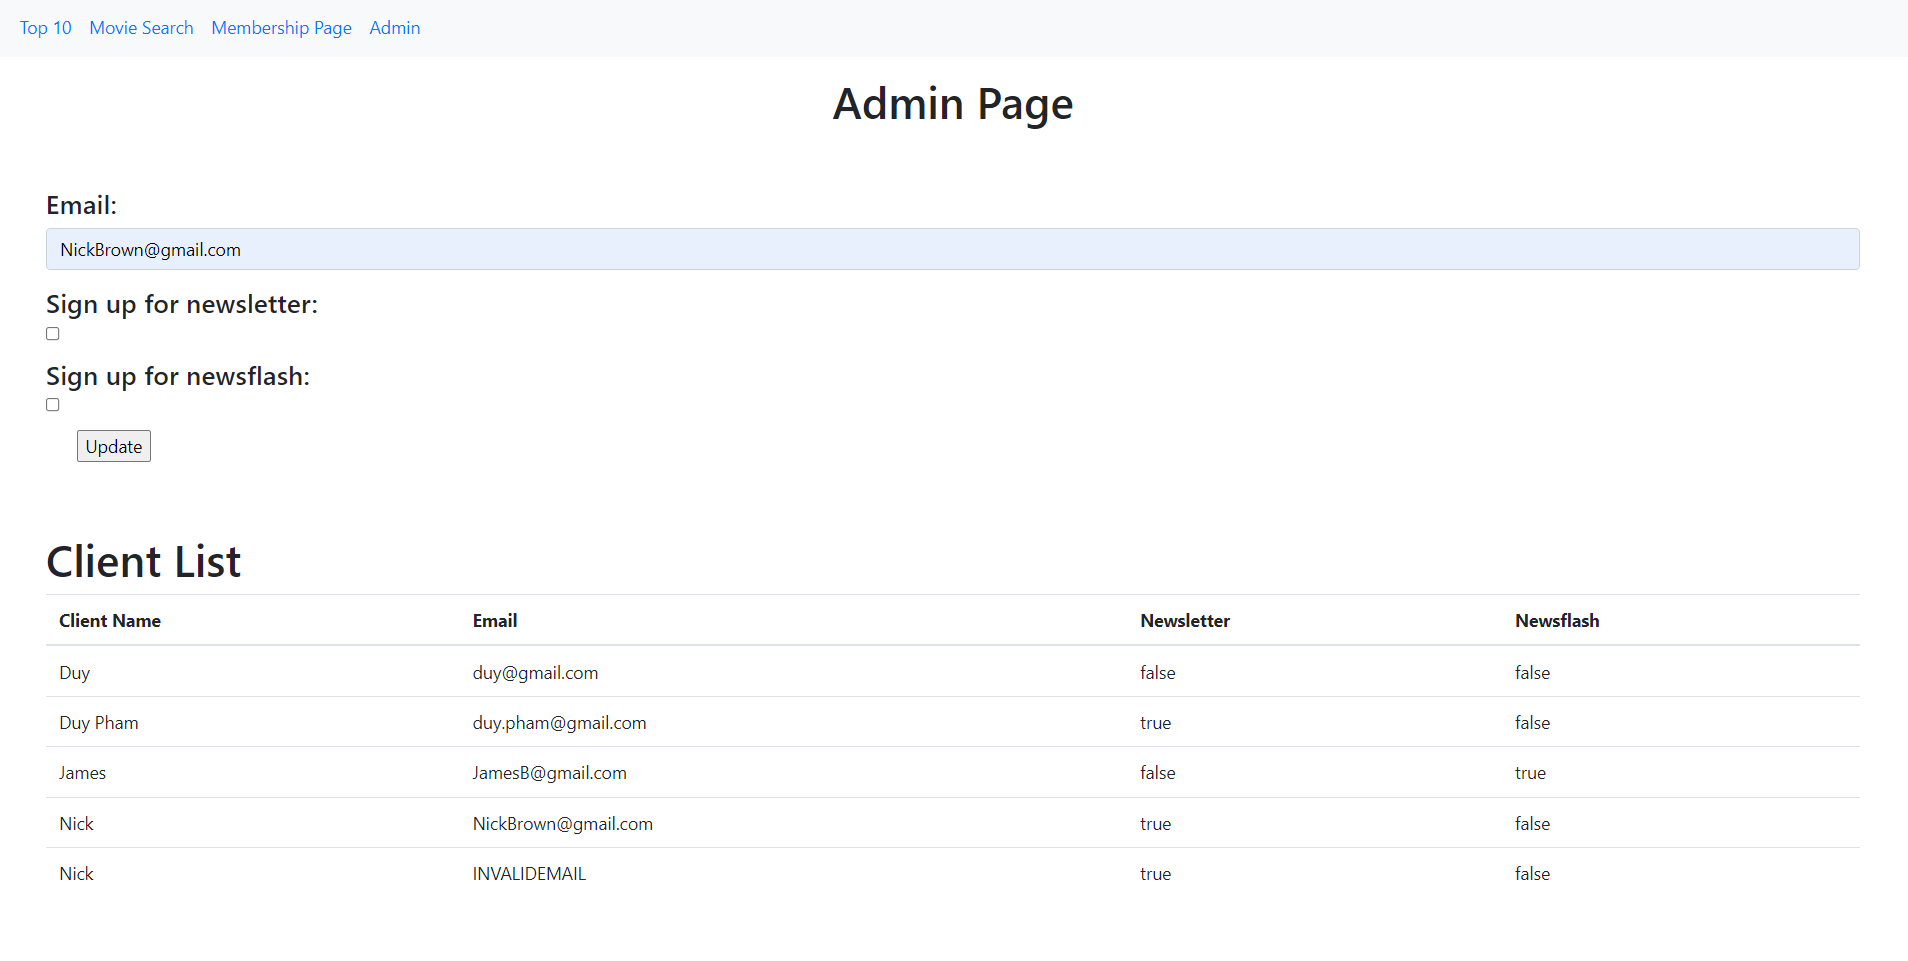 Top 10 Movie Search Membership Page Admin
Admin Page
Email:
NickBrown@gmail.com
Sign up for newsletter:
Sign up for newsflash:
Update
Client List
Client Name Email Newsletter Newsflash
Duy duy@gmail.com false false
Duy Pham duy.pham@gmail.com true false
James JamesB@gmail.com false true
Nick NickBrown@gmail.com true false
Nick INVALIDEMAIL true false